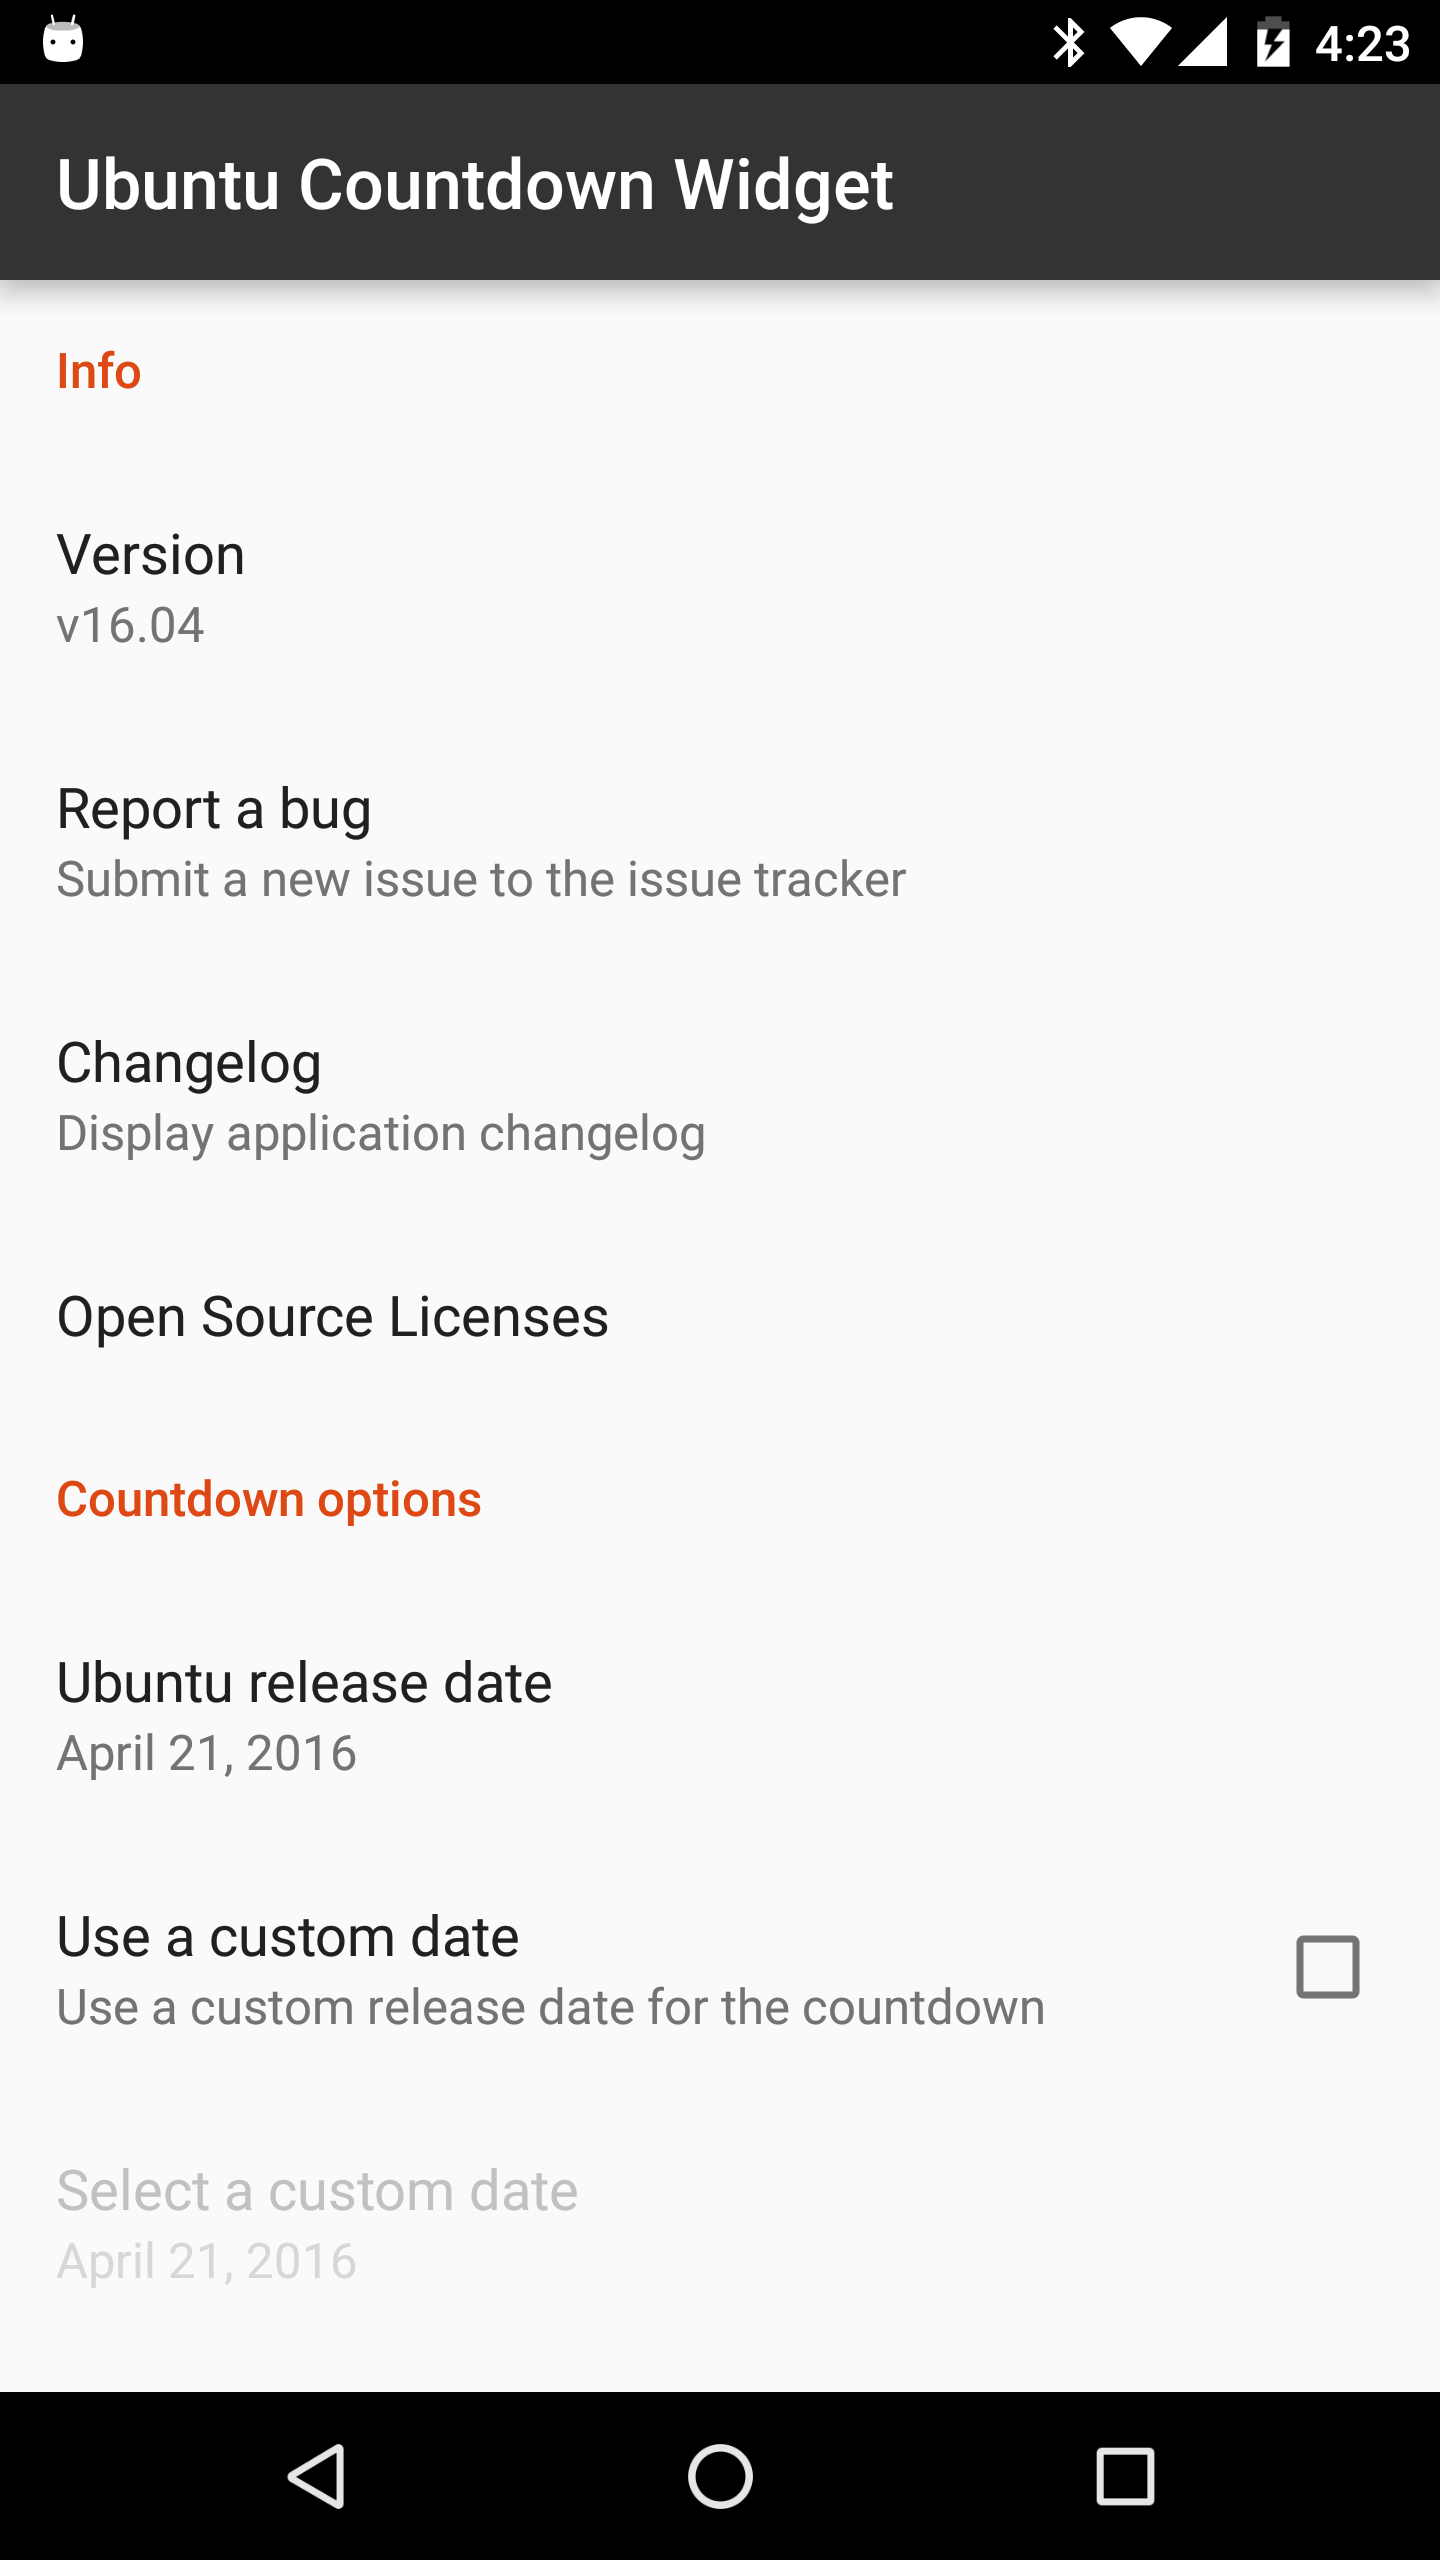 4:23
Ubuntu Countdown Widget
Info
Version
v16.04
Report a bug
Submit a new issue to the issue tracker
Changelog
Display application changelog
Open Source Licenses
Countdown options
Ubuntu release date
April 21, 2016
Use a custom date
Use a custom release date for the countdown
Select a custom date
April 21, 2016